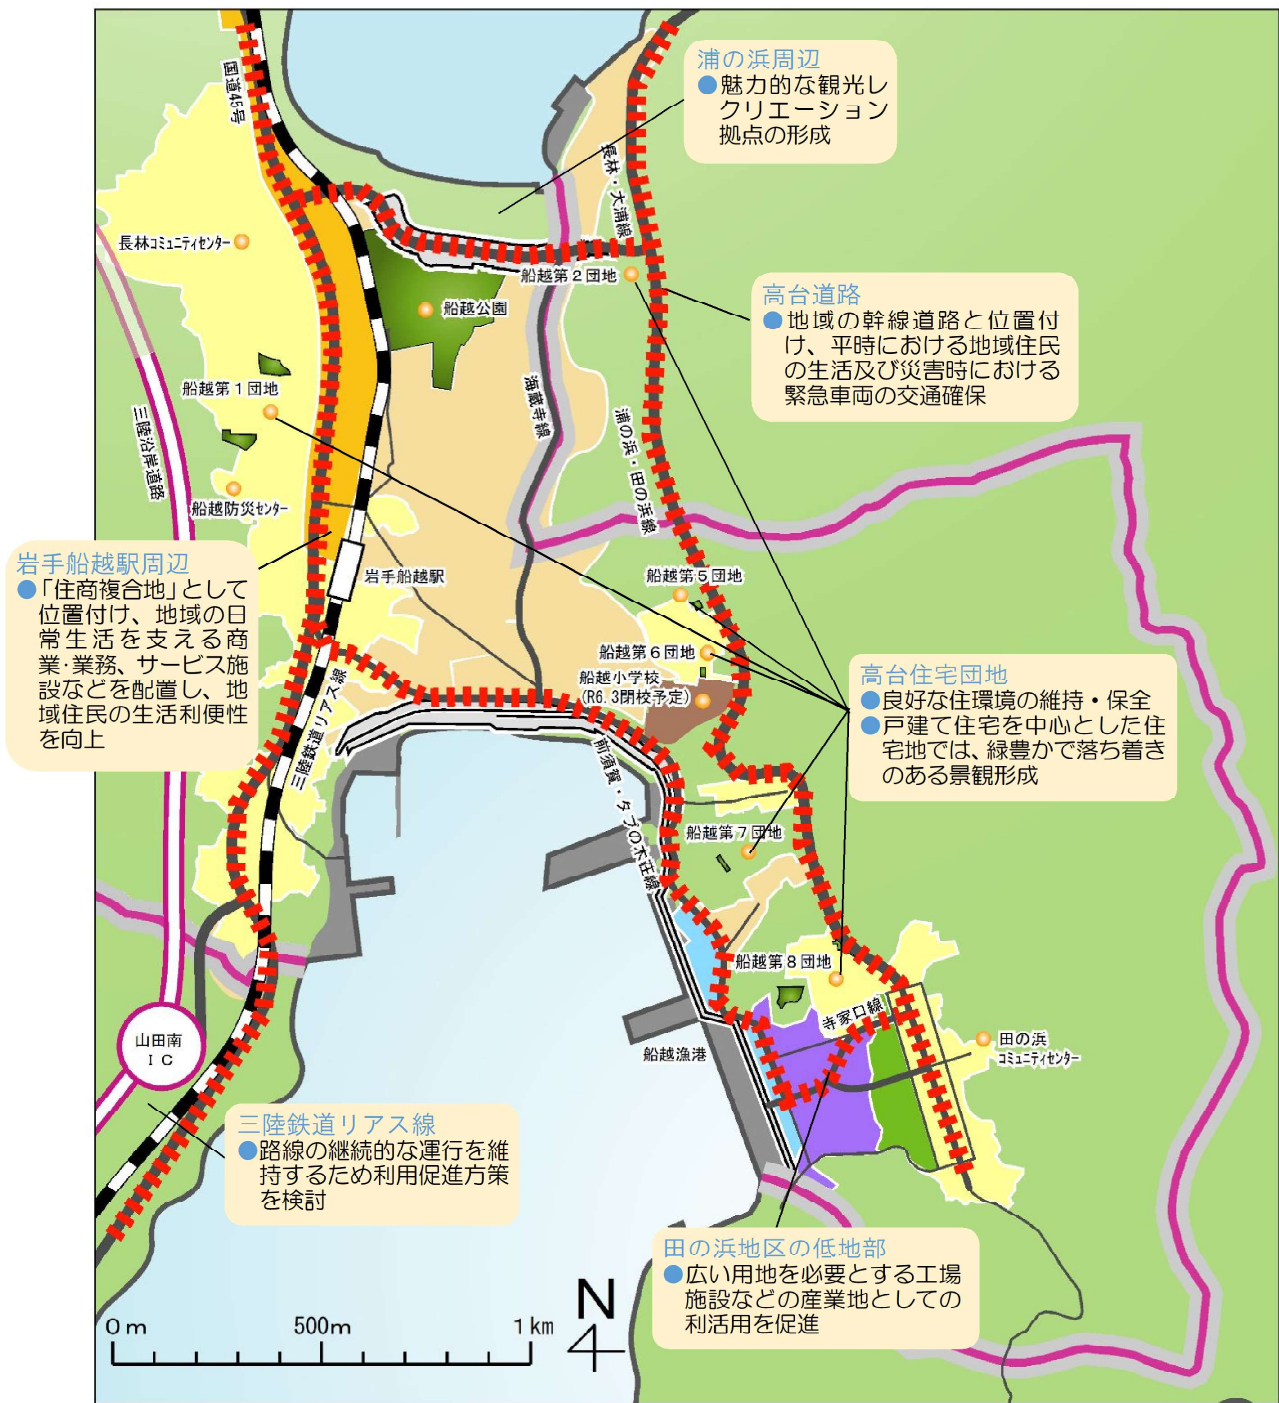 浦の浜周辺
●魅力的な観光レ
クリエーション
拠点の形成
国道45号
長林・大浦線
長林コミュニティセンター
船越第2団地
船越公園
高台道路
●地域の幹線道路と位置付
け、平時における地域住民
の生活及び災害時における
緊急車両の交通確保
船越第1団地
海蔵寺線
三陸沿岸道路
浦の浜・田の浜線
船越防災センター
岩手船越駅周辺
●「住商複合地」として
位置付け、地域の日
常生活を支える商
業・業務、サービス施
設などを配置し、地
域住民の生活利便性
を向上
岩手船越駅
船越第5団地
船越第6団地
船越小学校
(R6.3閉校予定)
高台住宅団地
●良好な住環境の維持・保全
●戸建て住宅を中心とした住
宅地では、緑豊かで落ち着き
のある景観形成
三陸鉄道リアス線
前須賀・タブの木荘線
船越第7団地
船越第8団地
寺家口線
山田南
IC
船越漁港
田の浜
コミュニティセンター
三陸鉄道リアス線
●路線の継続的な運行を維
持するため利用促進方策
を検討
田の浜地区の低地部
●広い用地を必要とする工場
施設などの産業地としての
利活用を促進
N
0m 500m 1km